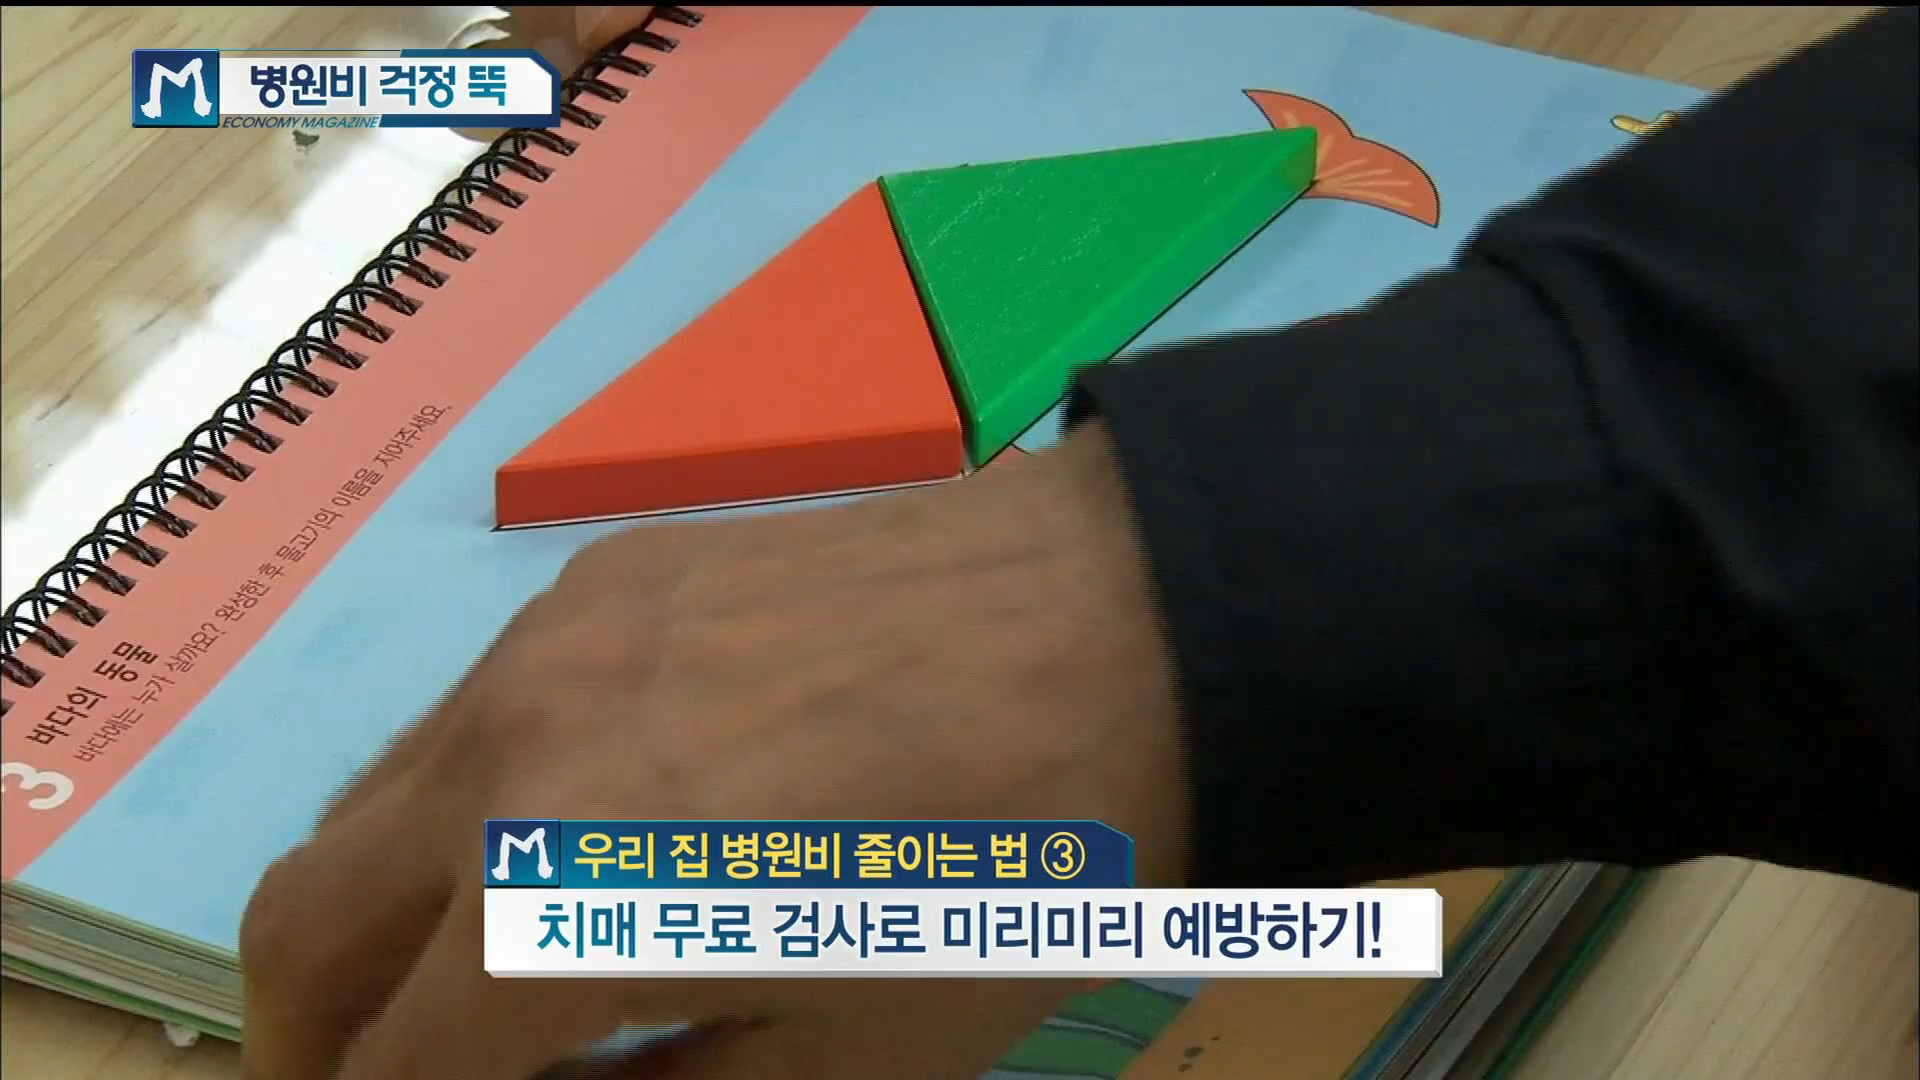 M 병원비 걱정 뚝
ECONOMY MAGAZINE
3 바다의 동물
바다에는 누가 살까요? 완성한 후 물고기의 이름을 지어주세요.
M 우리 집 병원비 줄이는 법 ③
치매 무료 검사로 미리미리 예방하기!